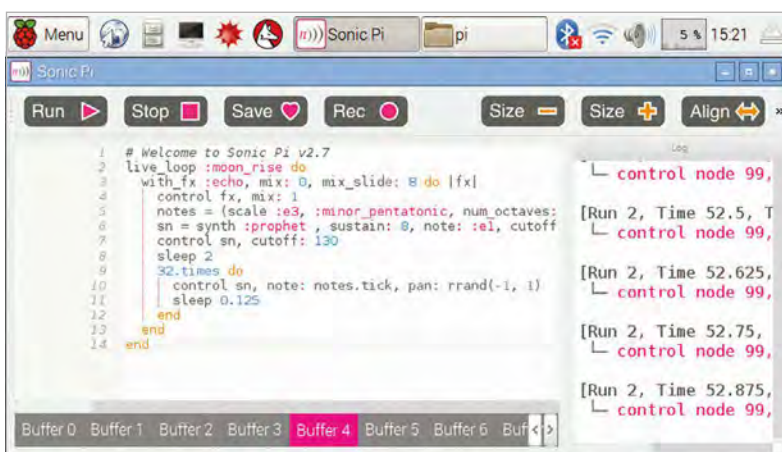 Menu Sonic Pi pi 5 % 15:21
Sonic Pi
Run Stop Save Rec Size Size Align »
1 # Welcome to Sonic Pi v2.7
2 live_loop :moon_rise do
3 with_fx :echo, mix: 0, mix_slide: 8 do |fx|
4 control fx, mix: 1
5 notes = (scale :e3, :minor_pentatonic, num_octaves:
6 sn = synth :prophet , sustain: 8, note: :e1, cutoff
7 control sn, cutoff: 130
8 sleep 2
9 32.times do
10 control sn, note: notes.tick, pan: rrand(-1, 1)
11 sleep 0.125
12 end
13 end
14 end
Log
control node 99,
[Run 2, Time 52.5, T
control node 99,
[Run 2, Time 52.625,
control node 99,
[Run 2, Time 52.75,
control node 99,
[Run 2, Time 52.875,
control node 99,
Buffer 0 Buffer 1 Buffer 2 Buffer 3 Buffer 4 Buffer 5 Buffer 6 Buf